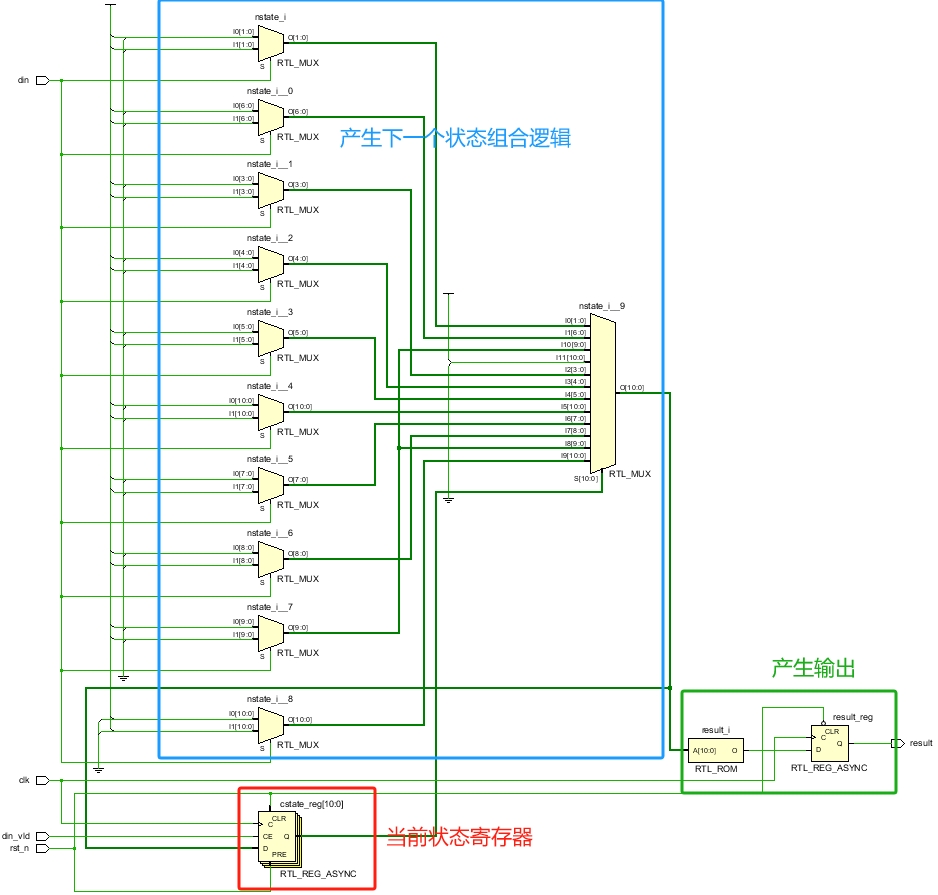 nstate_i
I0[1:0]
I1[1:0]
O[1:0]
S
RTL_MUX
din
nstate_i__0
I0[6:0]
I1[6:0]
O[6:0]
S
RTL_MUX
产生下一个状态组合逻辑
nstate_i__1
I0[3:0]
I1[3:0]
O[3:0]
S
RTL_MUX
nstate_i__2
I0[4:0]
I1[4:0]
O[4:0]
S
RTL_MUX
nstate_i__3
I0[5:0]
I1[5:0]
O[5:0]
S
RTL_MUX
nstate_i__4
I0[10:0]
I1[10:0]
O[10:0]
S
RTL_MUX
nstate_i__5
I0[7:0]
I1[7:0]
O[7:0]
S
RTL_MUX
nstate_i__6
I0[8:0]
I1[8:0]
O[8:0]
S
RTL_MUX
nstate_i__7
I0[9:0]
I1[9:0]
O[9:0]
S
RTL_MUX
nstate_i__8
I0[10:0]
I1[10:0]
O[10:0]
S
RTL_MUX
nstate_i__9
I0[1:0]
I1[6:0]
I10[9:0]
I11[10:0]
I2[3:0]
I3[4:0]
I4[5:0]
I5[10:0]
I6[7:0]
I7[8:0]
I8[9:0]
I9[10:0]
O[10:0]
S[10:0]
RTL_MUX
产生输出
result_i
A[10:0]
O
RTL_ROM
result_reg
CLR
C
Q
D
RTL_REG_ASYNC
result
clk
din_vld
rst_n
cstate_reg[10:0]
CLR
C
CE
Q
D
PRE
RTL_REG_ASYNC
当前状态寄存器